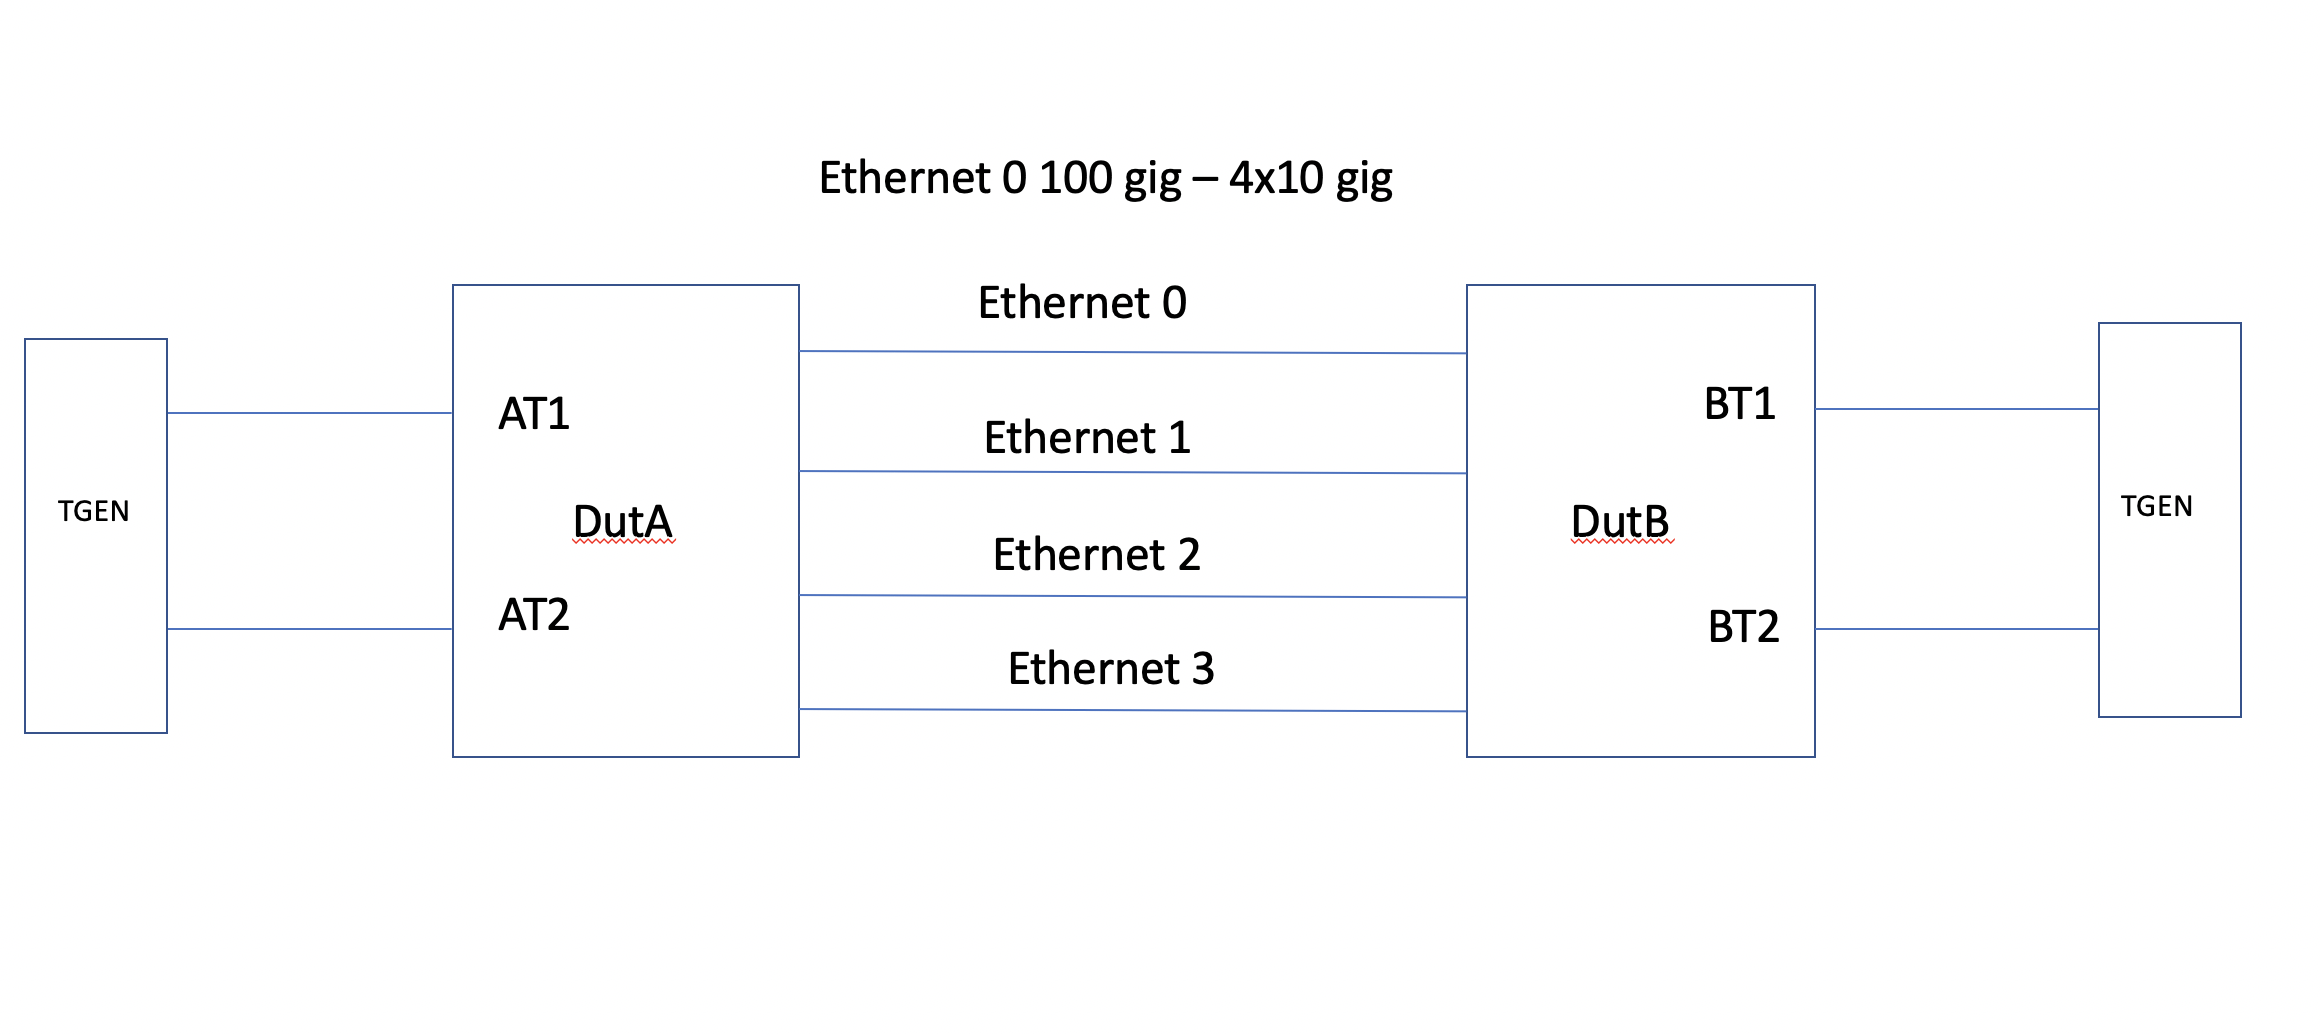 Ethernet 0 100 gig – 4x10 gig
Ethernet 0
AT1
BT1
Ethernet 1
TGEN
DutA
DutB
TGEN
Ethernet 2
AT2
BT2
Ethernet 3